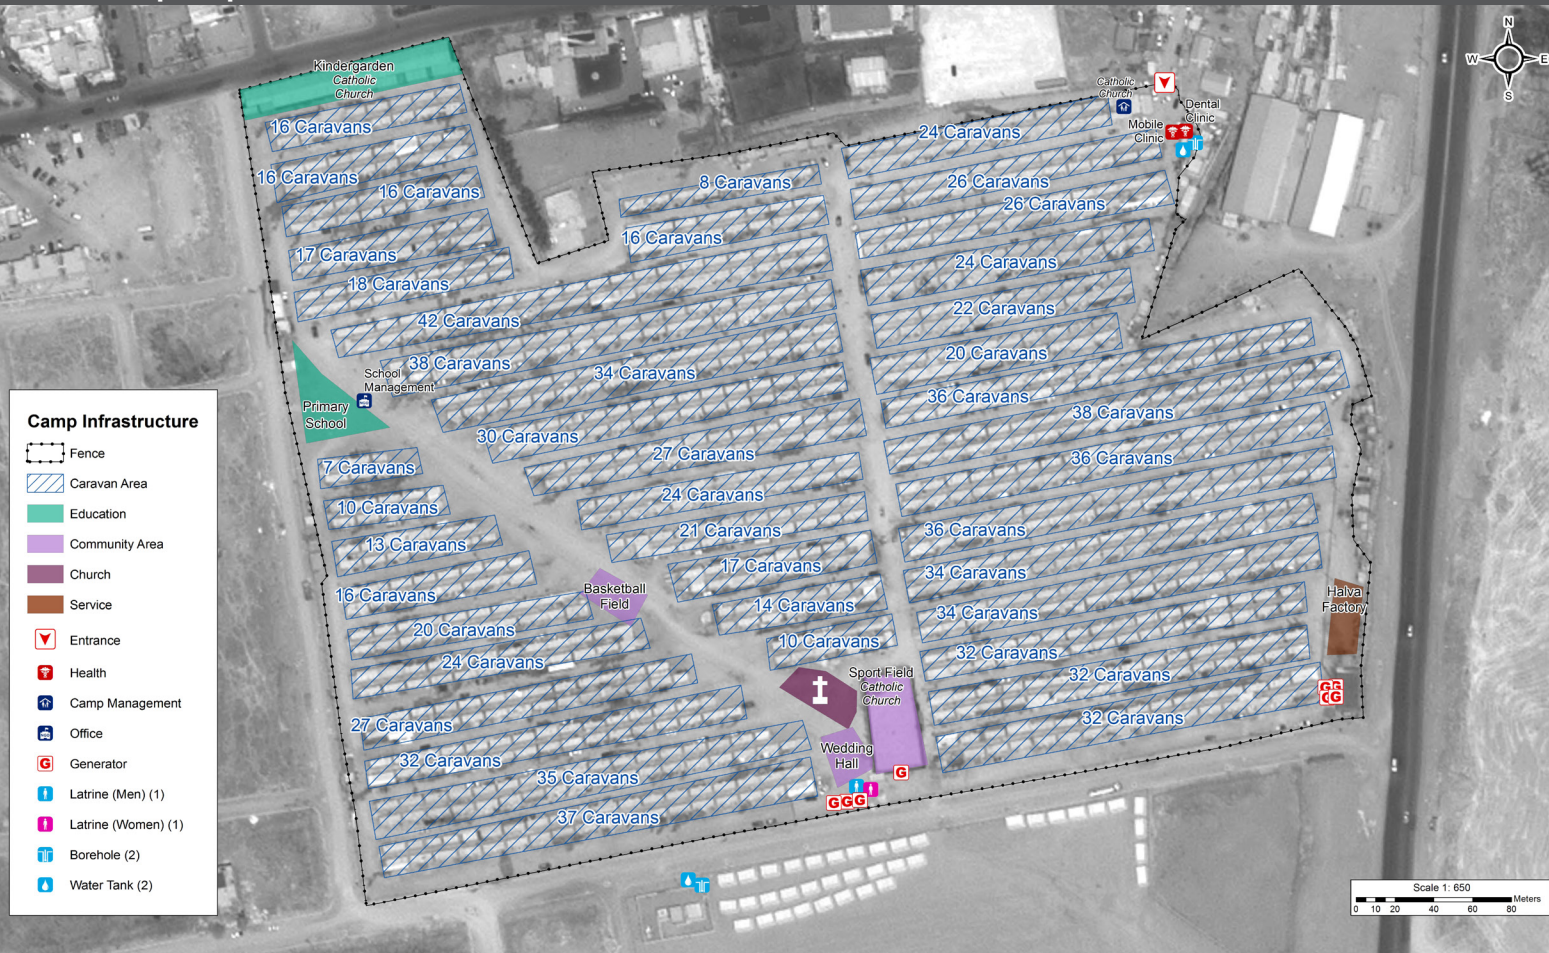 N
W
E
S
Kindergarden
Catholic
Church
16 Caravans
16 Caravans
16 Caravans
17 Caravans
18 Caravans
8 Caravans
16 Caravans
42 Caravans
38 Caravans
34 Caravans
30 Caravans
27 Caravans
24 Caravans
21 Caravans
17 Caravans
14 Caravans
10 Caravans
Catholic
Church
Dental
Clinic
Mobile
Clinic
24 Caravans
26 Caravans
26 Caravans
24 Caravans
22 Caravans
20 Caravans
36 Caravans
38 Caravans
36 Caravans
36 Caravans
34 Caravans
34 Caravans
32 Caravans
32 Caravans
32 Caravans
School
Management
Primary
School
7 Caravans
10 Caravans
13 Caravans
16 Caravans
20 Caravans
24 Caravans
27 Caravans
32 Caravans
35 Caravans
37 Caravans
Basketball
Field
Sport Field
Catholic
Church
Wedding
Hall
Halva
Factory
G
G
G
G
G
G
G
G
Camp Infrastructure
Fence
Caravan Area
Education
Community Area
Church
Service
Entrance
Health
Camp Management
Office
G Generator
Latrine (Men) (1)
Latrine (Women) (1)
Borehole (2)
Water Tank (2)
Scale 1: 650
Meters
0 10 20 40 60 80